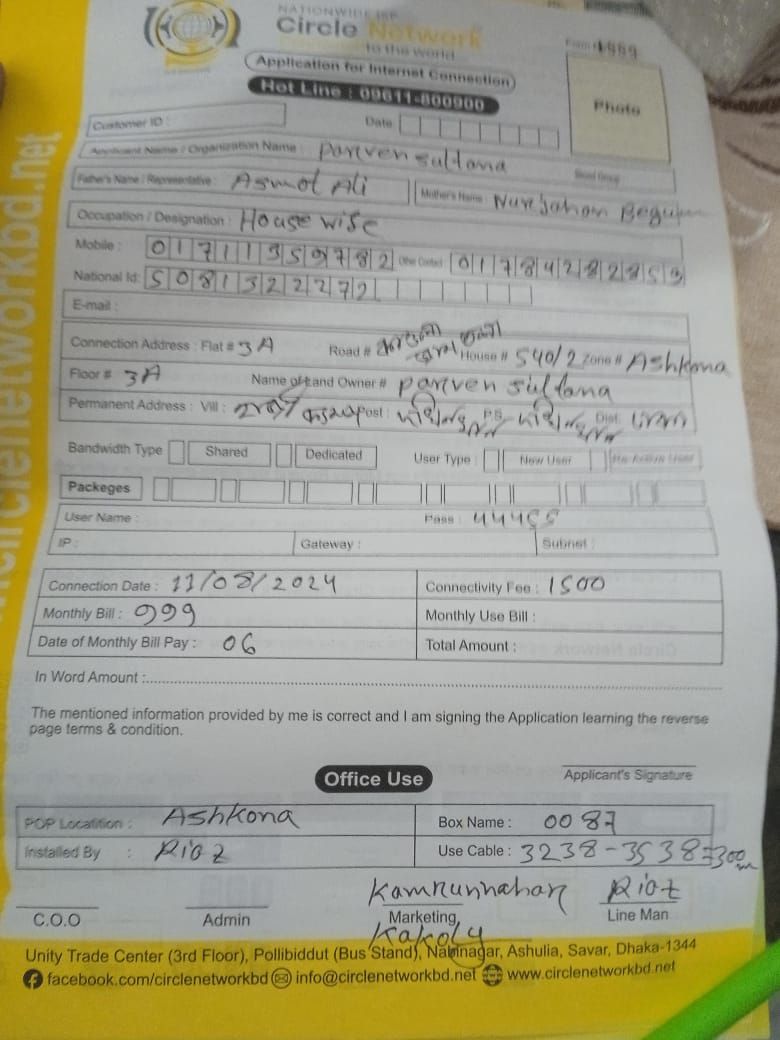 NATIONWIDE ISP
Circle Network
to the world
Application for Internet Connection
4989
Hot Line : 09611-800900
Photo
Customer ID :
Date
Applicant Name / Organization Name : Parven sultana
Father's Name / Representative : Asmot Ali Mother's Name : Nurjahan Begum
Occupation / Designation : House wise
Mobile : 01711359782 Other Contact 01784282853
National Id: 5081322272
E-mail :
Connection Address : Flat # 3A Road # House # 540/2 Zone # Ashkona
Floor # 3A Name of Land Owner # parven sultana
Permanent Address : Vill : Post : P.S Dist:
Bandwidth Type Shared Dedicated User Type : New User
Packeges
User Name : Pass : 44455
IP : Gateway : Subnet :
Connection Date : 11/08/2024 Connectivity Fee : 1500
Monthly Bill : 999 Monthly Use Bill :
Date of Monthly Bill Pay : 06 Total Amount :
In Word Amount :
The mentioned information provided by me is correct and I am signing the Application learning the reverse
page terms & condition.
Office Use
Applicant's Signature
POP Locatition : Ashkona Box Name : 0087
Installed By : Riaz Use Cable : 3238-3538=300m
Kamrunnahar Riaz
C.O.O Admin Marketing Line Man
Kakoly
Unity Trade Center (3rd Floor), Pollibiddut (Bus Stand), Nabinagar, Ashulia, Savar, Dhaka-1344
facebook.com/circlenetworkbd info@circlenetworkbd.net www.circlenetworkbd.net
circlenetworkbd.net